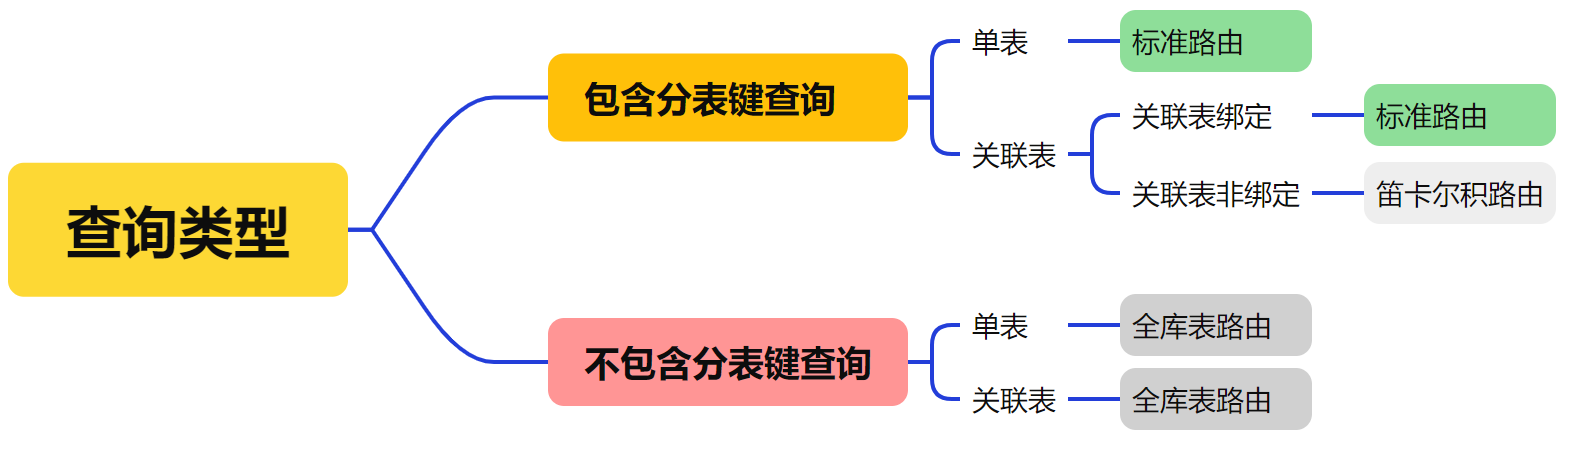 查询类型
包含分表键查询
单表
标准路由
关联表
关联表绑定
标准路由
关联表非绑定
笛卡尔积路由
不包含分表键查询
单表
全库表路由
关联表
全库表路由